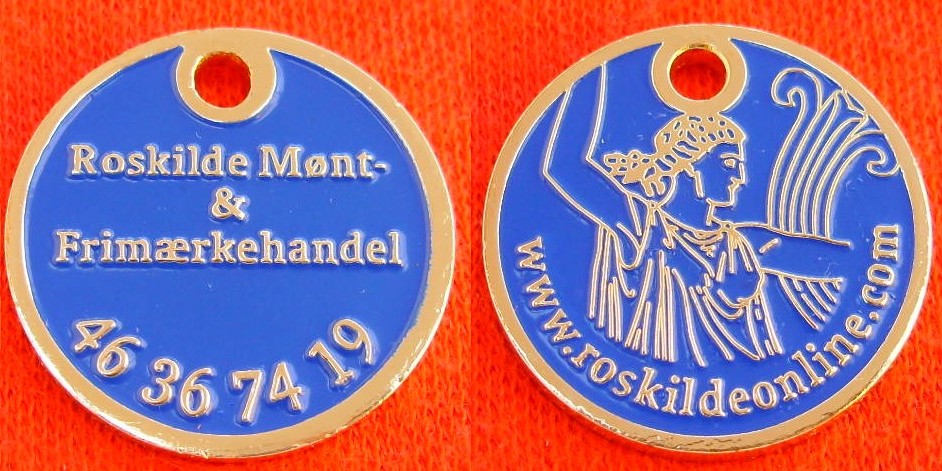 Roskilde Mønt-
&
Frimærkehandel
46 36 74 19
www.roskildeonline.com